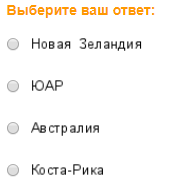 Выберите ваш ответ:
Новая Зеландия
ЮАР
Австралия
Коста-Рика